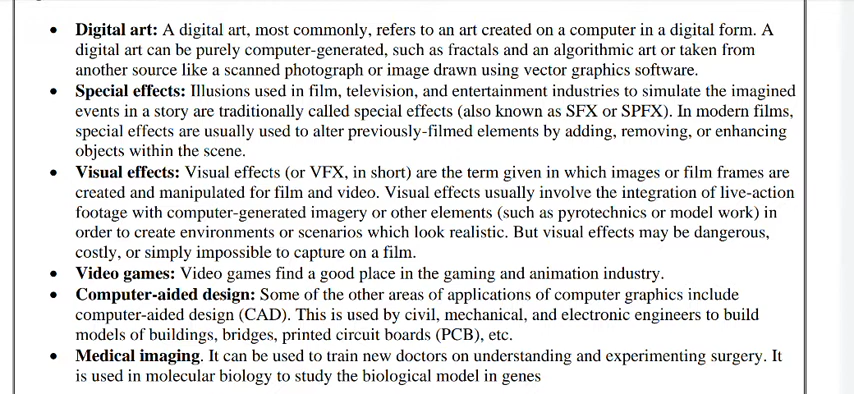 • Digital art: A digital art, most commonly, refers to an art created on a computer in a digital form. A
digital art can be purely computer-generated, such as fractals and an algorithmic art or taken from
another source like a scanned photograph or image drawn using vector graphics software.
• Special effects: Illusions used in film, television, and entertainment industries to simulate the imagined
events in a story are traditionally called special effects (also known as SFX or SPFX). In modern films,
special effects are usually used to alter previously-filmed elements by adding, removing, or enhancing
objects within the scene.
• Visual effects: Visual effects (or VFX, in short) are the term given in which images or film frames are
created and manipulated for film and video. Visual effects usually involve the integration of live-action
footage with computer-generated imagery or other elements (such as pyrotechnics or model work) in
order to create environments or scenarios which look realistic. But visual effects may be dangerous,
costly, or simply impossible to capture on a film.
• Video games: Video games find a good place in the gaming and animation industry.
• Computer-aided design: Some of the other areas of applications of computer graphics include
computer-aided design (CAD). This is used by civil, mechanical, and electronic engineers to build
models of buildings, bridges, printed circuit boards (PCB), etc.
• Medical imaging. It can be used to train new doctors on understanding and experimenting surgery. It
is used in molecular biology to study the biological model in genes